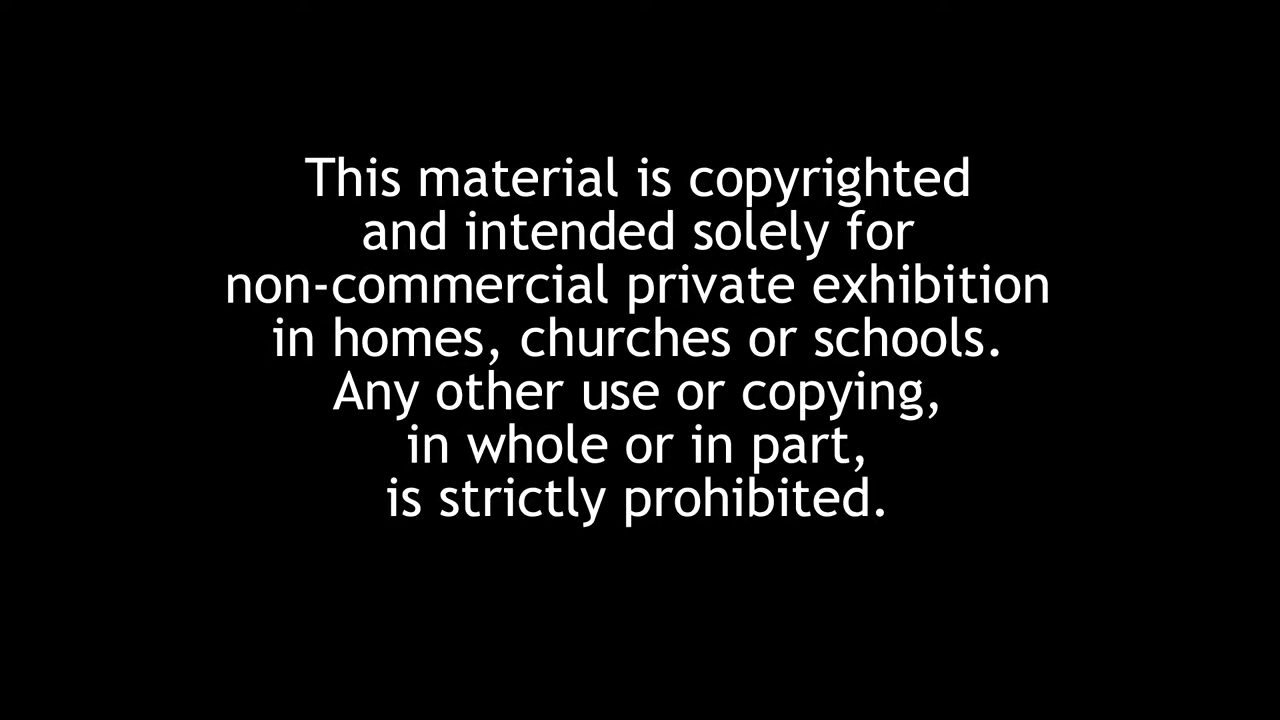 This material is copyrighted
and intended solely for
non-commercial private exhibition
in homes, churches or schools.
Any other use or copying,
in whole or in part,
is strictly prohibited.